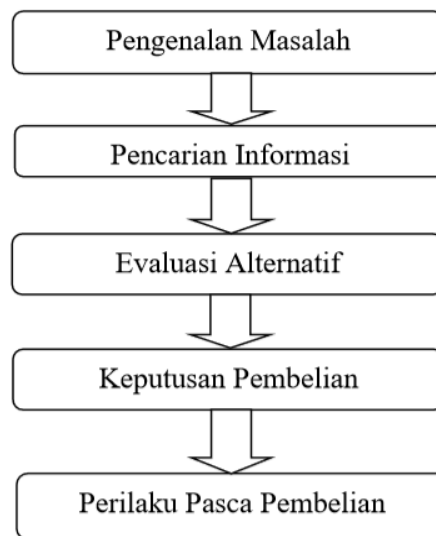 Pengenalan Masalah
Pencarian Informasi
Evaluasi Alternatif
Keputusan Pembelian
Perilaku Pasca Pembelian